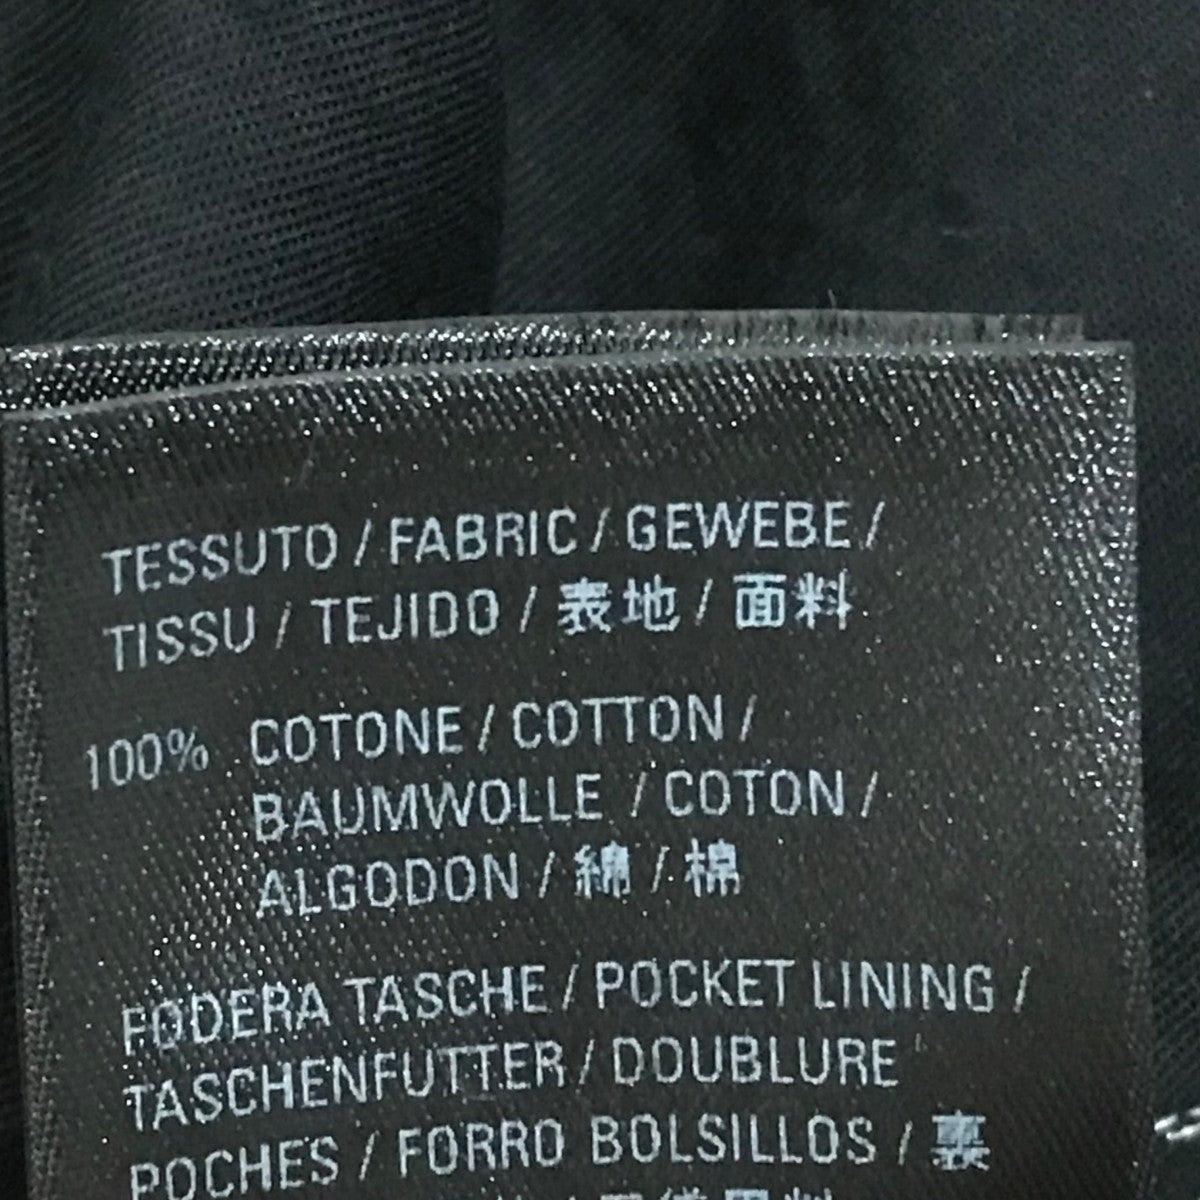 TESSUTO / FABRIC / GEWEBE /
TISSU / TEJIDO / 表地 / 面料
100% COTONE / COTTON /
BAUMWOLLE / COTON /
ALGODON / 綿 / 棉
FODERA TASCHE / POCKET LINING /
TASCHENFUTTER / DOUBLURE
POCHES / FORRO BOLSILLOS / 裏